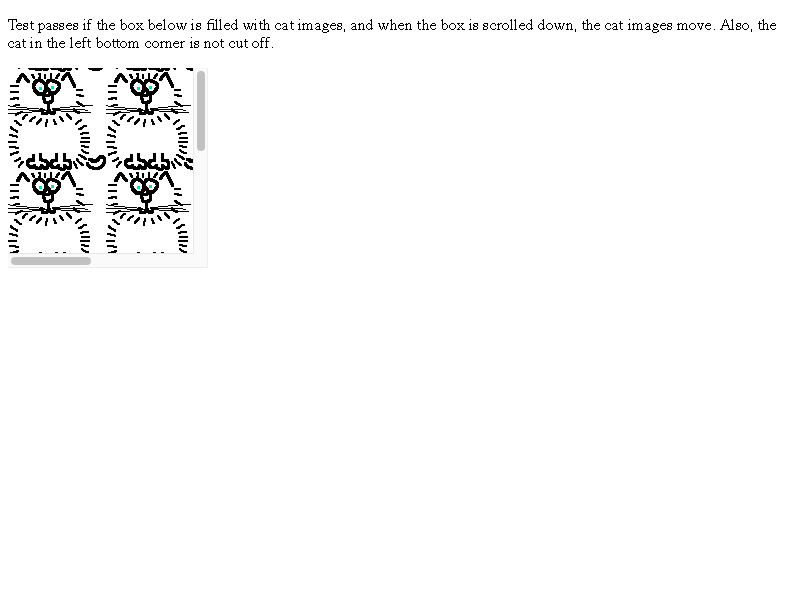 Test passes if the box below is filled with cat images, and when the box is scrolled down, the cat images move. Also, the
cat in the left bottom corner is not cut off.